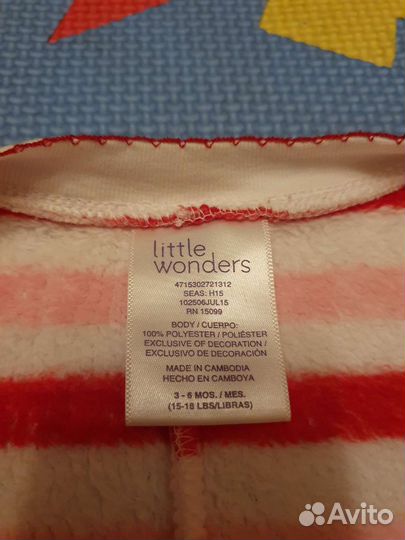 little
wonders
4715302721312
SEAS: H15
102506JUL15
RN 15099
BODY / CUERPO:
100% POLYESTER / POLIÉSTER
EXCLUSIVE OF DECORATION /
EXCLUSIVO DE DECORACIÓN
MADE IN CAMBODIA
HECHO EN CAMBOYA
3 - 6 MOS. / MES.
(15-18 LBS/LIBRAS)
Avito